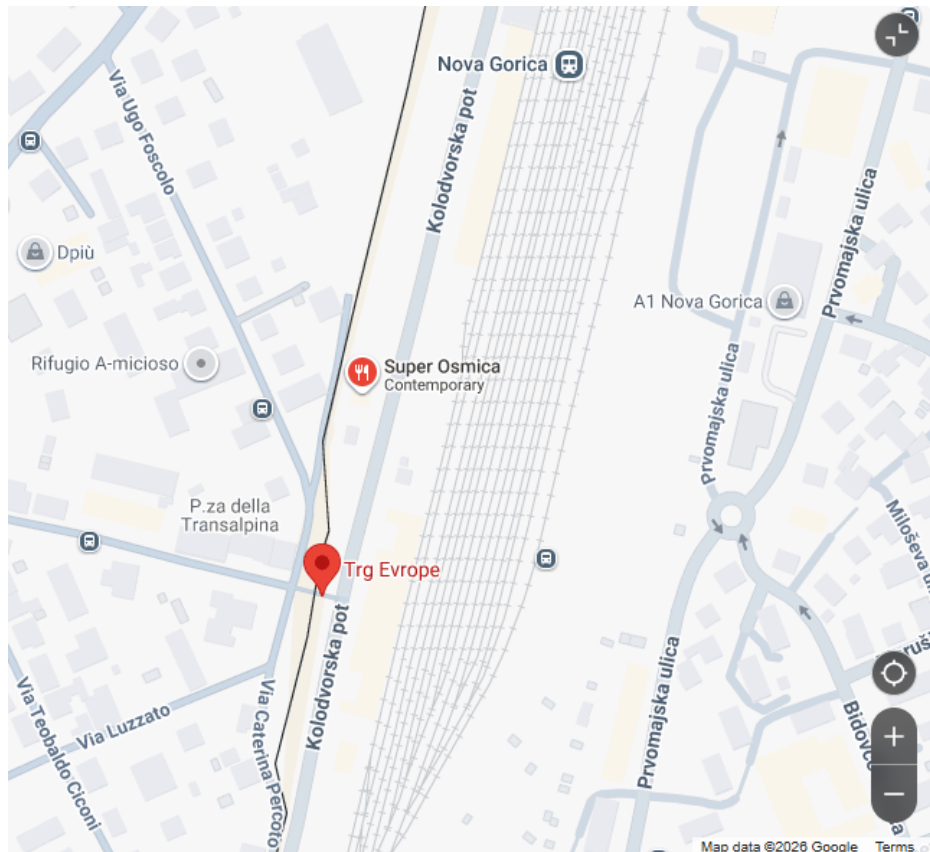 Nova Gorica
Via Ugo Foscolo
Kolodvorska pot
Prvomajska ulica
Dpiù
A1 Nova Gorica
Rifugio A-micioso
Super Osmica
Contemporary
Prvomajska ulica
P.za della
Transalpina
Miloševa
Trg Evrope
Kolodvorska pot
Prvomajska ulica
Via Luzzato
Via Teobaldo Ciconi
Via Caterina Percoto
Map data ©2026 Google
Terms